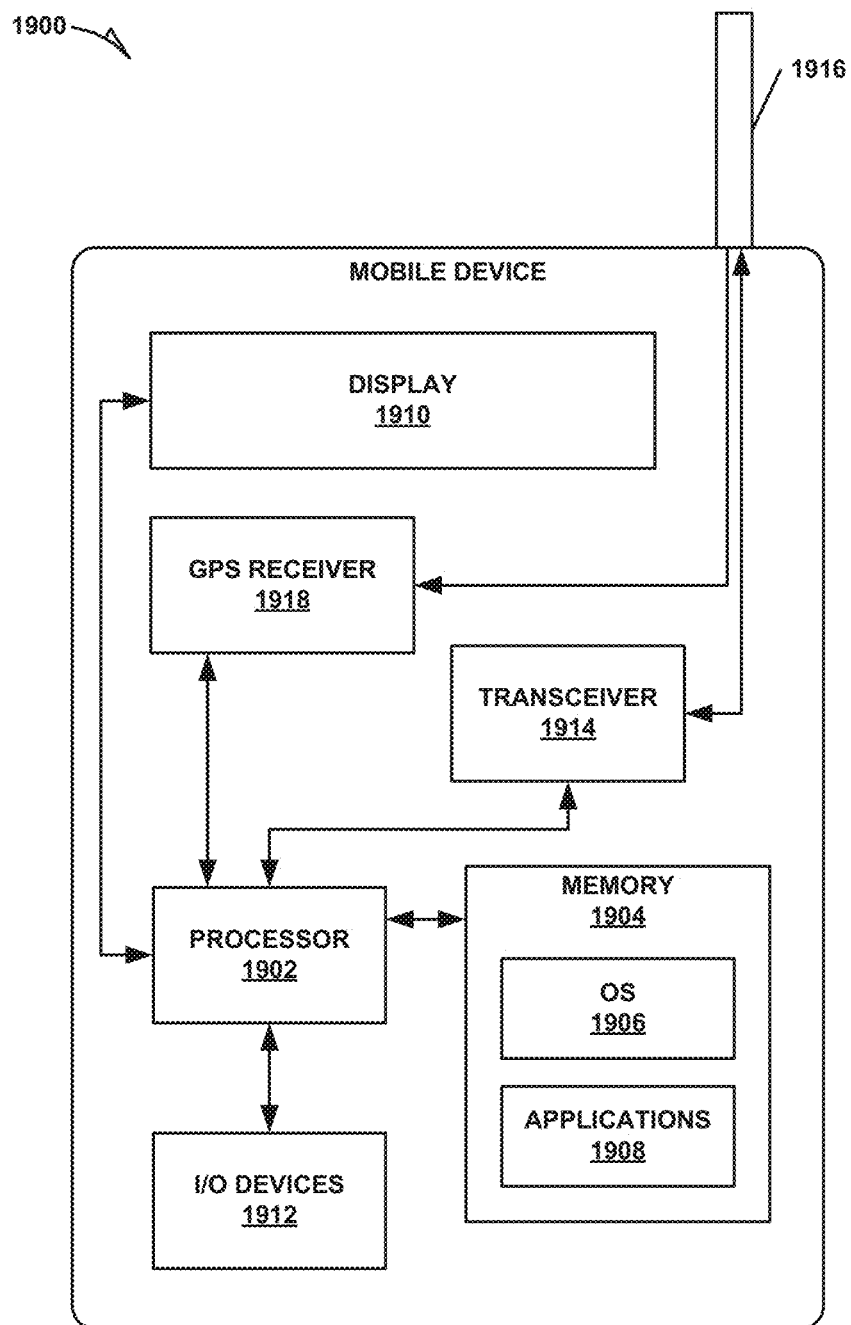 1900
1916
MOBILE DEVICE
DISPLAY
1910
GPS RECEIVER
1918
TRANSCEIVER
1914
MEMORY
1904
PROCESSOR
1902
OS
1906
APPLICATIONS
1908
I/O DEVICES
1912